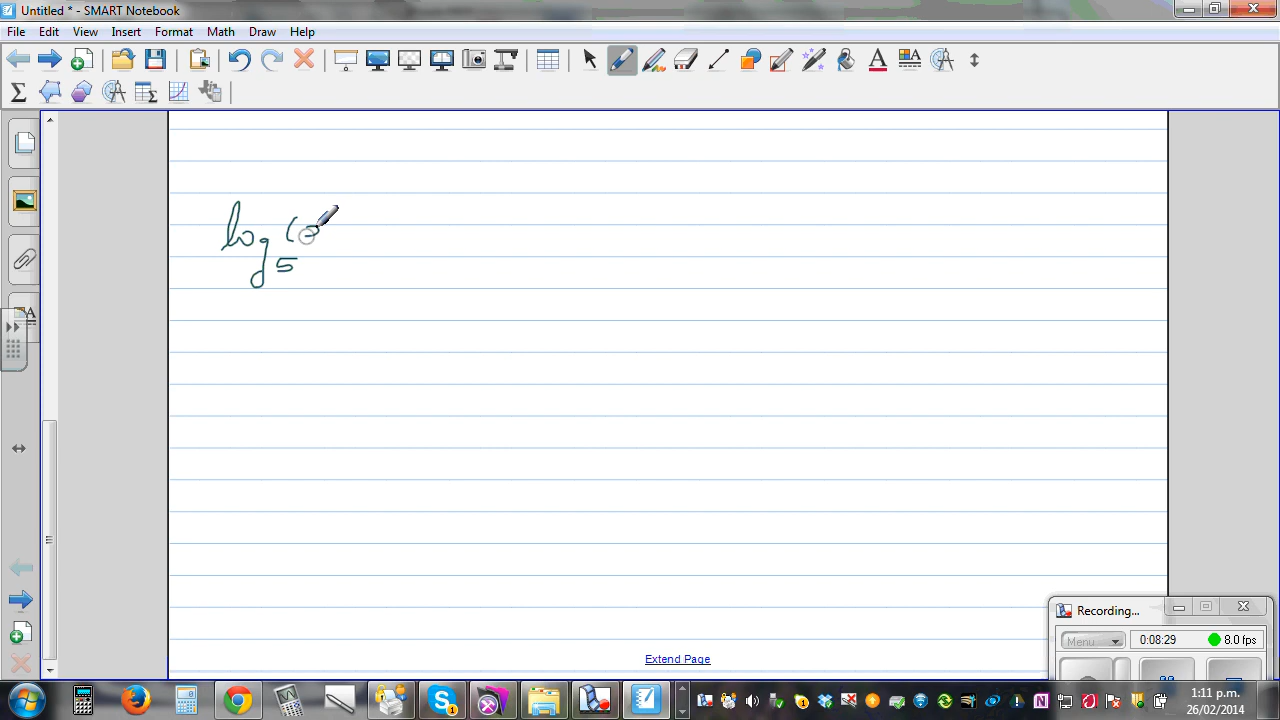 Untitled * - SMART Notebook
File Edit View Insert Format Math Draw Help
log₅ (
Extend Page
Recording...
Menu 0:08:29 8.0 fps
1:11 p.m.
26/02/2014